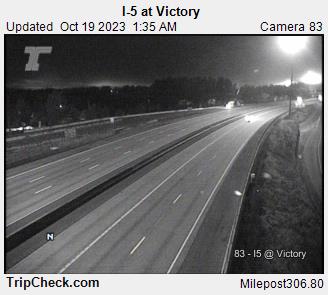 I-5 at Victory
Updated Oct 19 2023 1:35 AM Camera 83
T
N
83 - I5 @ Victory
TripCheck.com Milepost306.80